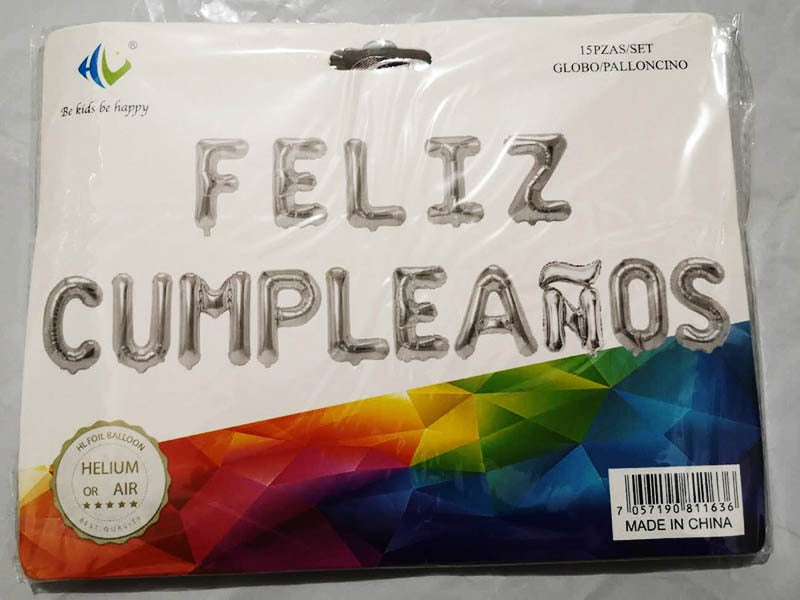 HL
®
Be kids be happy
15PZAS/SET
GLOBO/PALLONCINO
FELIZ
CUMPLEAÑOS
HL FOIL BALLOON
HELIUM
OR AIR
BEST QUALITY
7 057190 811636
MADE IN CHINA